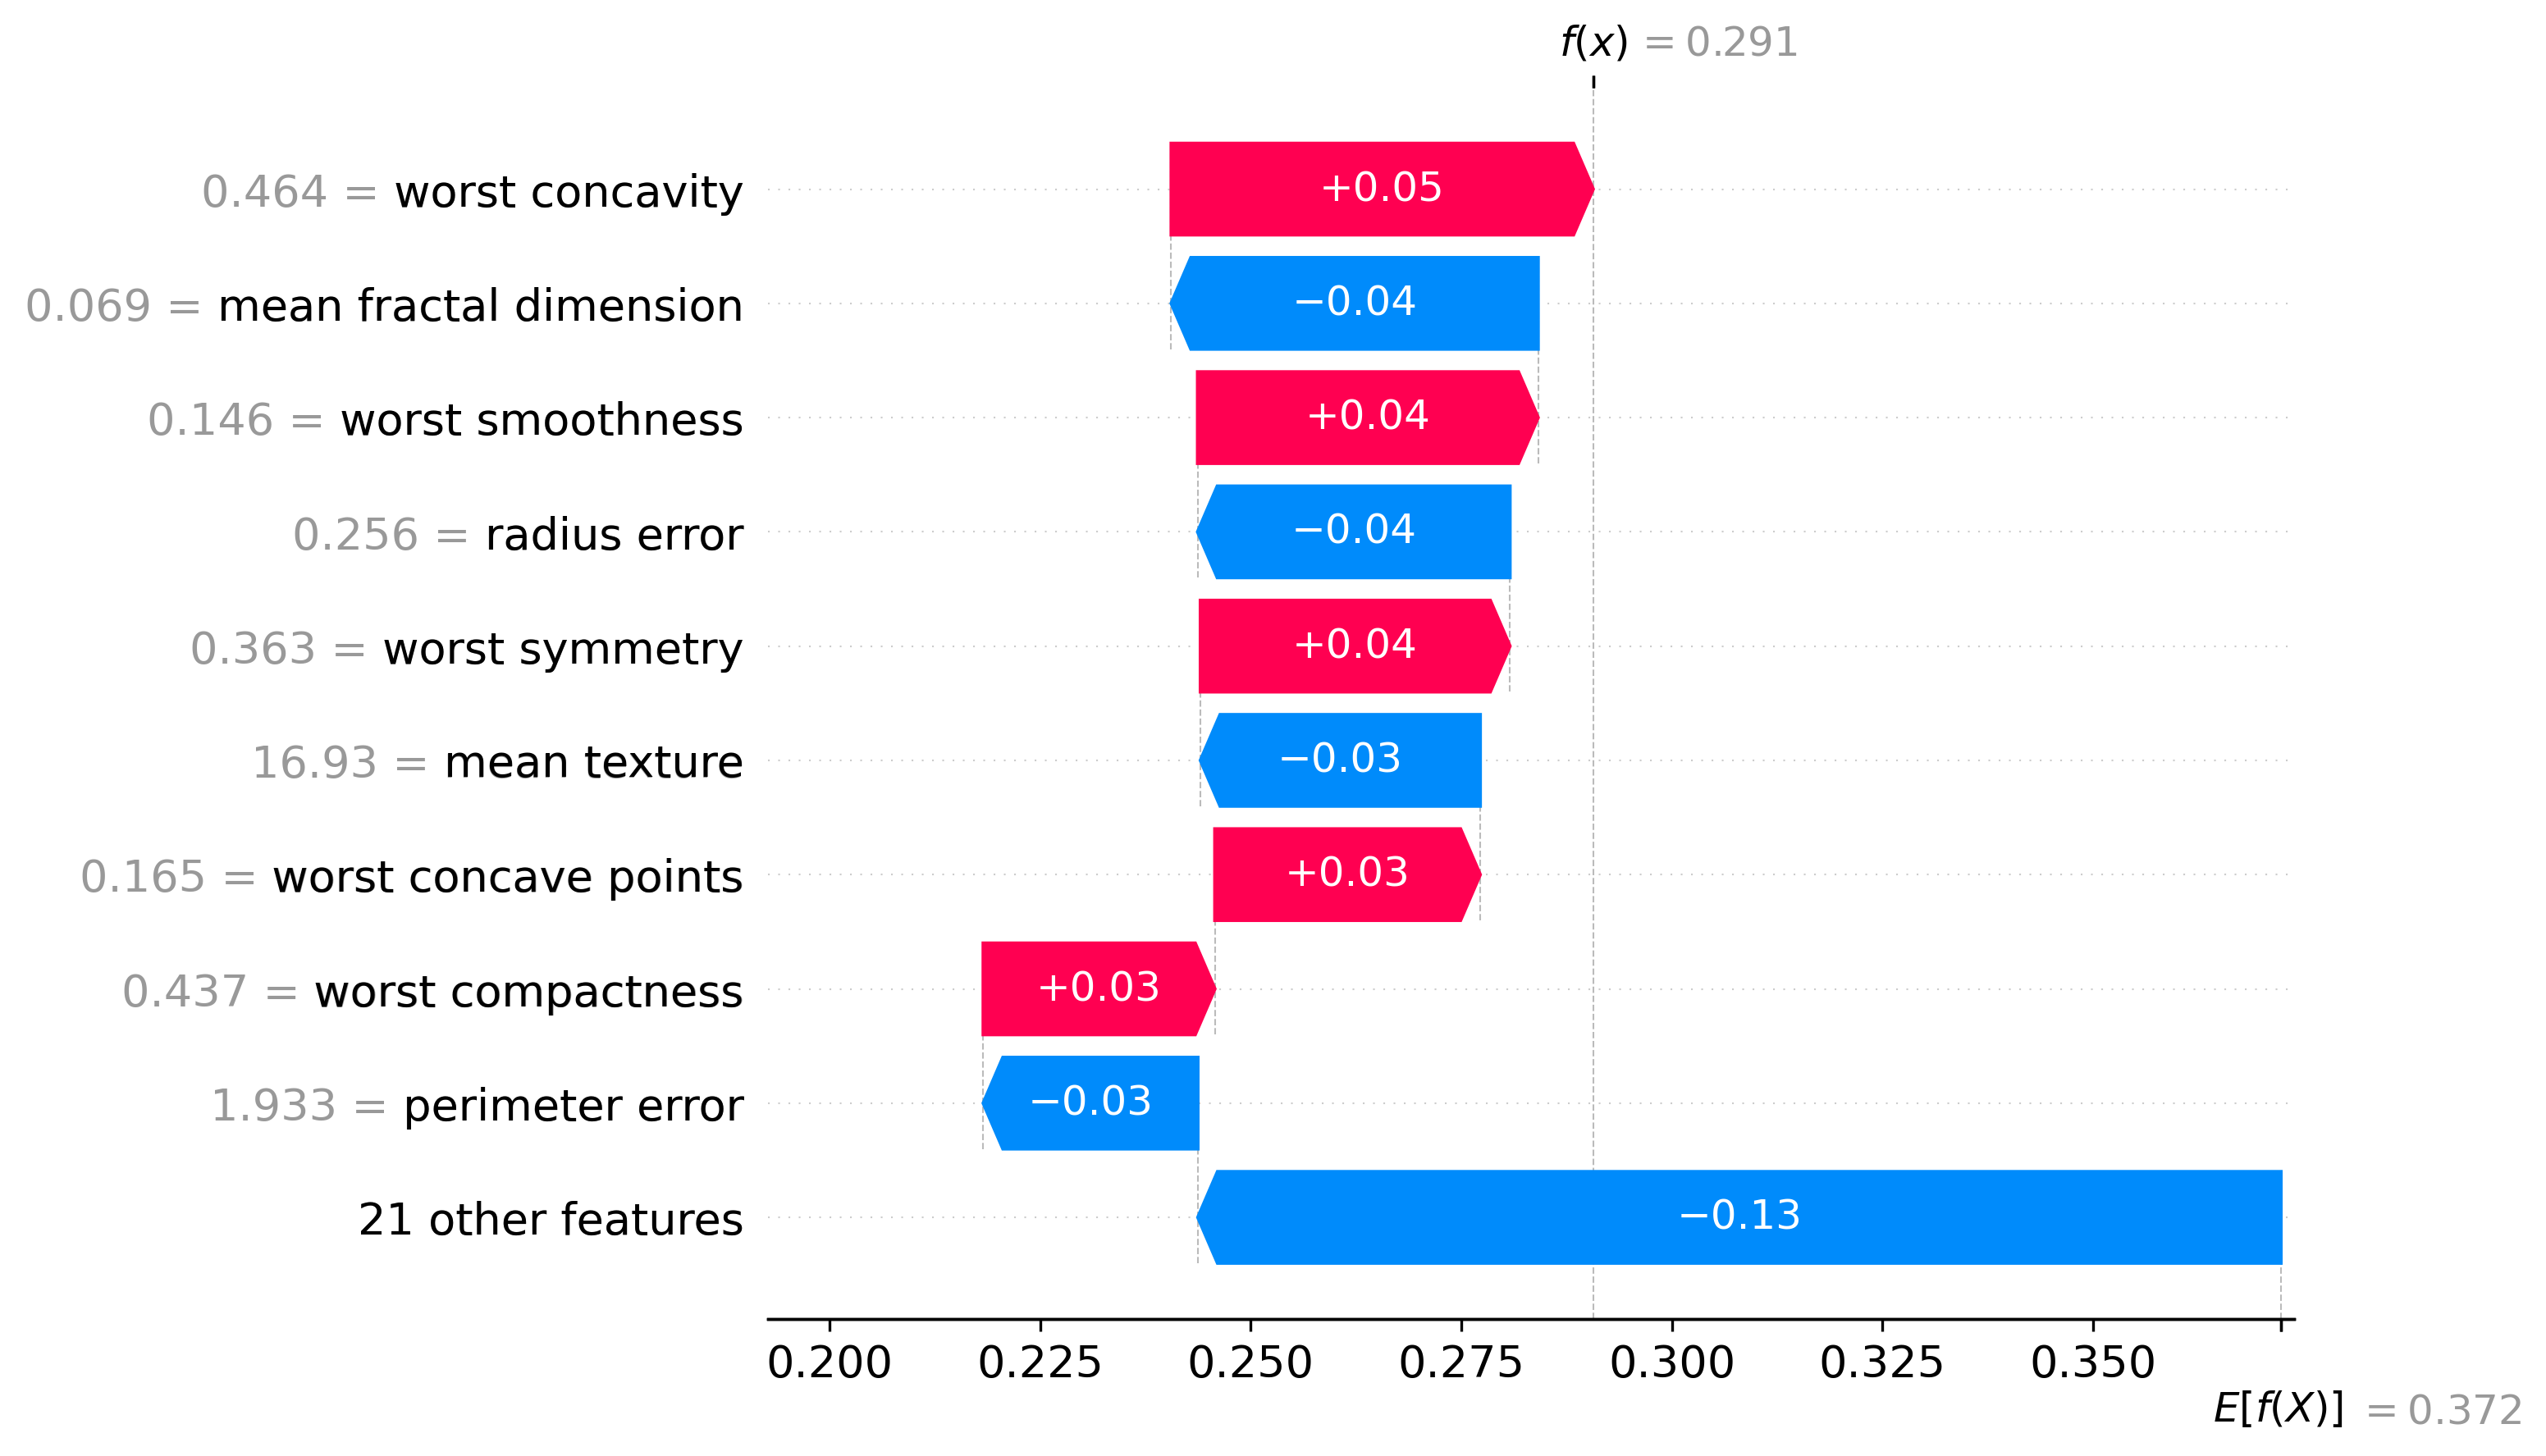 f(x) = 0.291
0.464 = worst concavity +0.05
0.069 = mean fractal dimension −0.04
0.146 = worst smoothness +0.04
0.256 = radius error −0.04
0.363 = worst symmetry +0.04
16.93 = mean texture −0.03
0.165 = worst concave points +0.03
0.437 = worst compactness +0.03
1.933 = perimeter error −0.03
21 other features −0.13
0.200 0.225 0.250 0.275 0.300 0.325 0.350
E[f(X)] = 0.372